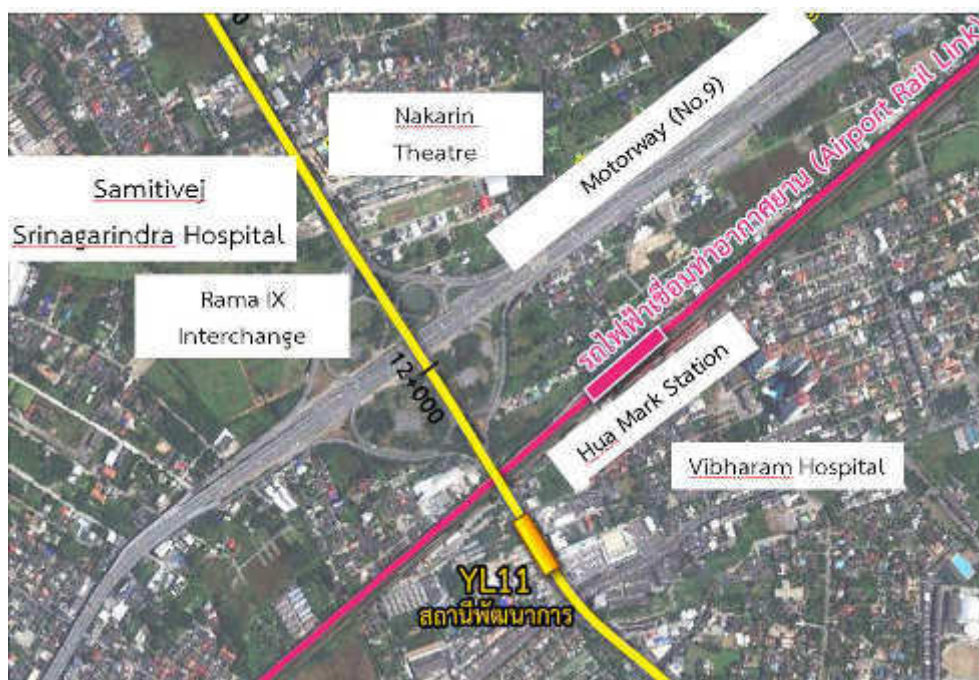 Nakarin
Theatre
Motorway (No.9)
รถไฟฟ้าเชื่อมท่าอากาศยาน (Airport Rail Link)
Samitivej
Srinagarindra Hospital
Rama IX
Interchange
12+000
Hua Mark Station
Vibharam Hospital
YL11
สถานีพัฒนาการ